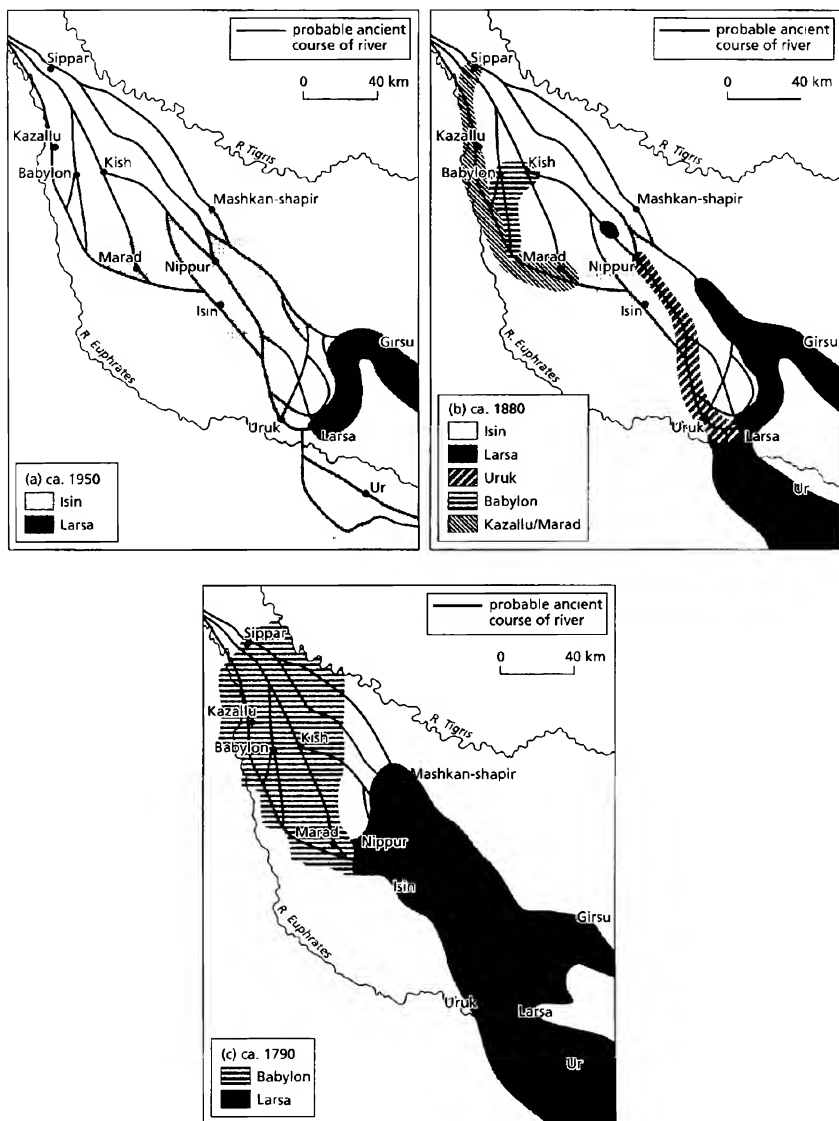 probable ancient
course of river
0 40 km
Sippar
R. Tigris
Kazallu
Babylon
Kish
Mashkan-shapir
Marad
Nippur
Isin
R. Euphrates
Girsu
Uruk
Larsa
Ur
(a) ca. 1950
Isin
Larsa
probable ancient
course of river
0 40 km
Sippar
R. Tigris
Kazallu
Kish
Babylon
Mashkan-shapir
Marad
Nippur
Isin
R. Euphrates
Girsu
Uruk
Larsa
Ur
(b) ca. 1880
Isin
Larsa
Uruk
Babylon
Kazallu/Marad
probable ancient
course of river
0 40 km
Sippar
R. Tigris
Kazallu
Kish
Babylon
Mashkan-shapir
Marad
Nippur
Isin
R. Euphrates
Girsu
Uruk
Larsa
Ur
(c) ca. 1790
Babylon
Larsa